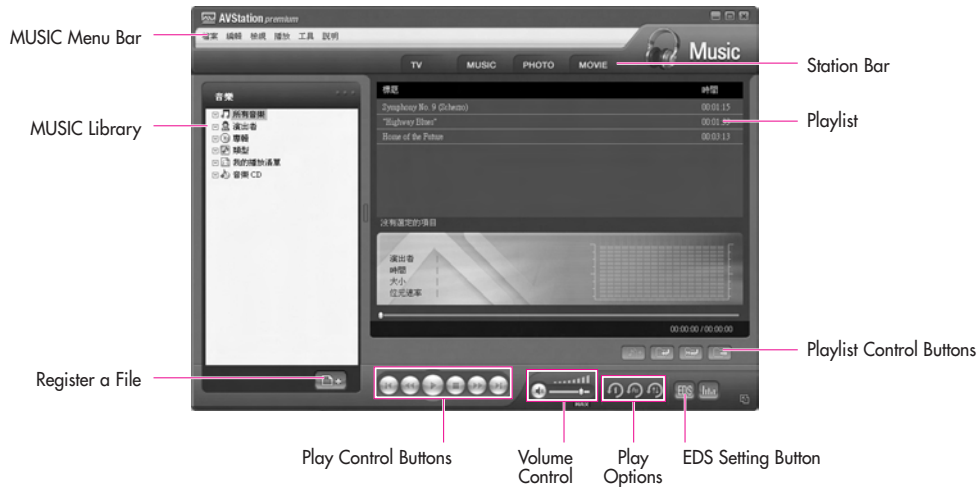 AVStation premium
MUSIC Menu Bar
檔案 編輯 檢視 播放 工具 說明
Music
TV MUSIC PHOTO MOVIE
Station Bar
音樂
標題 時間
Symphony No. 9 (Scherzo) 00:01:15
"Highway Blues" 00:01:33
Home of the Future 00:03:13
Playlist
MUSIC Library
所有音樂
演出者
專輯
類型
我的播放清單
音樂 CD
沒有選定的項目
演出者
時間
大小
位元速率
00:00:00 / 00:00:00
Playlist Control Buttons
Register a File
MAX
EDS
Play Control Buttons
Volume Control
Play Options
EDS Setting Button